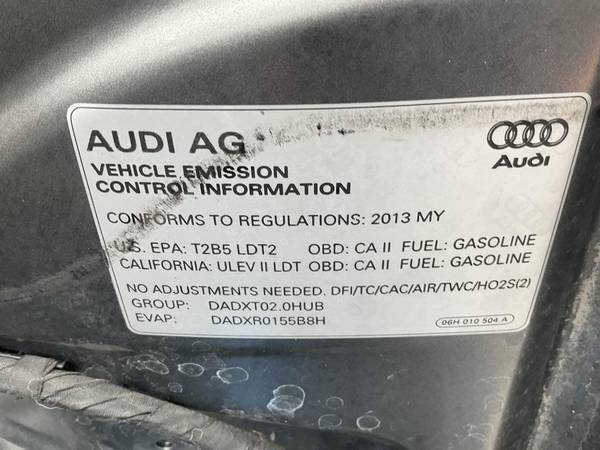 AUDI AG
Audi
VEHICLE EMISSION
CONTROL INFORMATION
CONFORMS TO REGULATIONS: 2013 MY
U.S. EPA: T2B5 LDT2 OBD: CA II FUEL: GASOLINE
CALIFORNIA: ULEV II LDT OBD: CA II FUEL: GASOLINE
NO ADJUSTMENTS NEEDED. DFI/TC/CAC/AIR/TWC/HO2S(2)
GROUP: DADXT02.0HUB
EVAP: DADXR0155B8H
06H 010 504 A